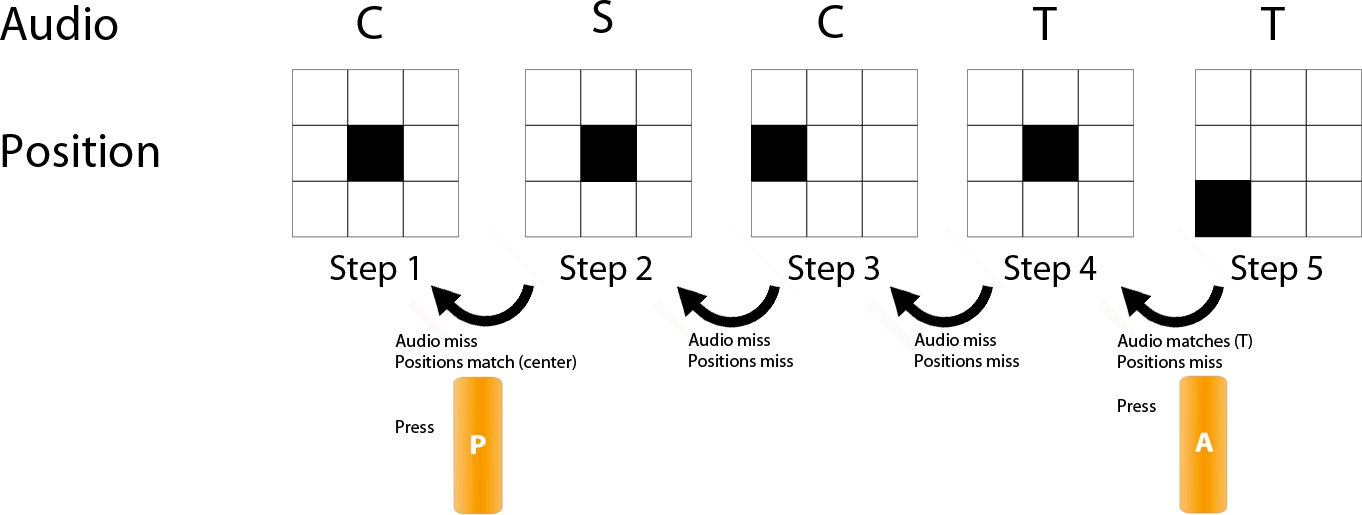 Audio C S C T T
Position
Step 1 Step 2 Step 3 Step 4 Step 5
Audio miss
Positions match (center)
Press P
Audio miss
Positions miss
Audio miss
Positions miss
Audio matches (T)
Positions miss
Press A